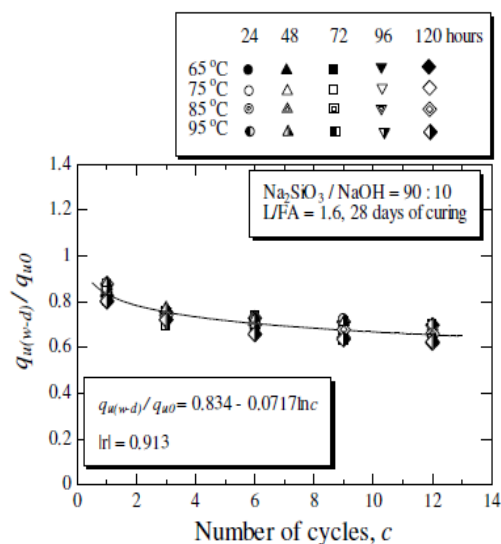 24 48 72 96 120 hours
65 °C
75 °C
85 °C
95 °C
1.4
1.2
1
0.8
0.6
0.4
0.2
0
Na₂SiO₃ / NaOH = 90 : 10
L/FA = 1.6, 28 days of curing
qu(w-d)/ qu0
qu(w-d)/ qu0 = 0.834 - 0.0717lnc
|r| = 0.913
0 2 4 6 8 10 12 14
Number of cycles, c